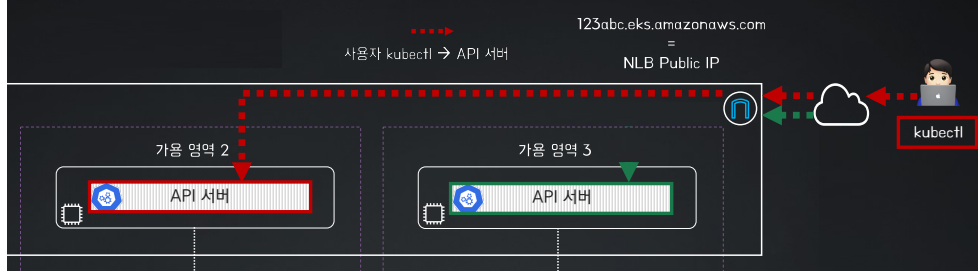 123abc.eks.amazonaws.com
=
NLB Public IP
사용자 kubectl → API 서버
kubectl
가용 영역 2
가용 영역 3
API 서버
API 서버